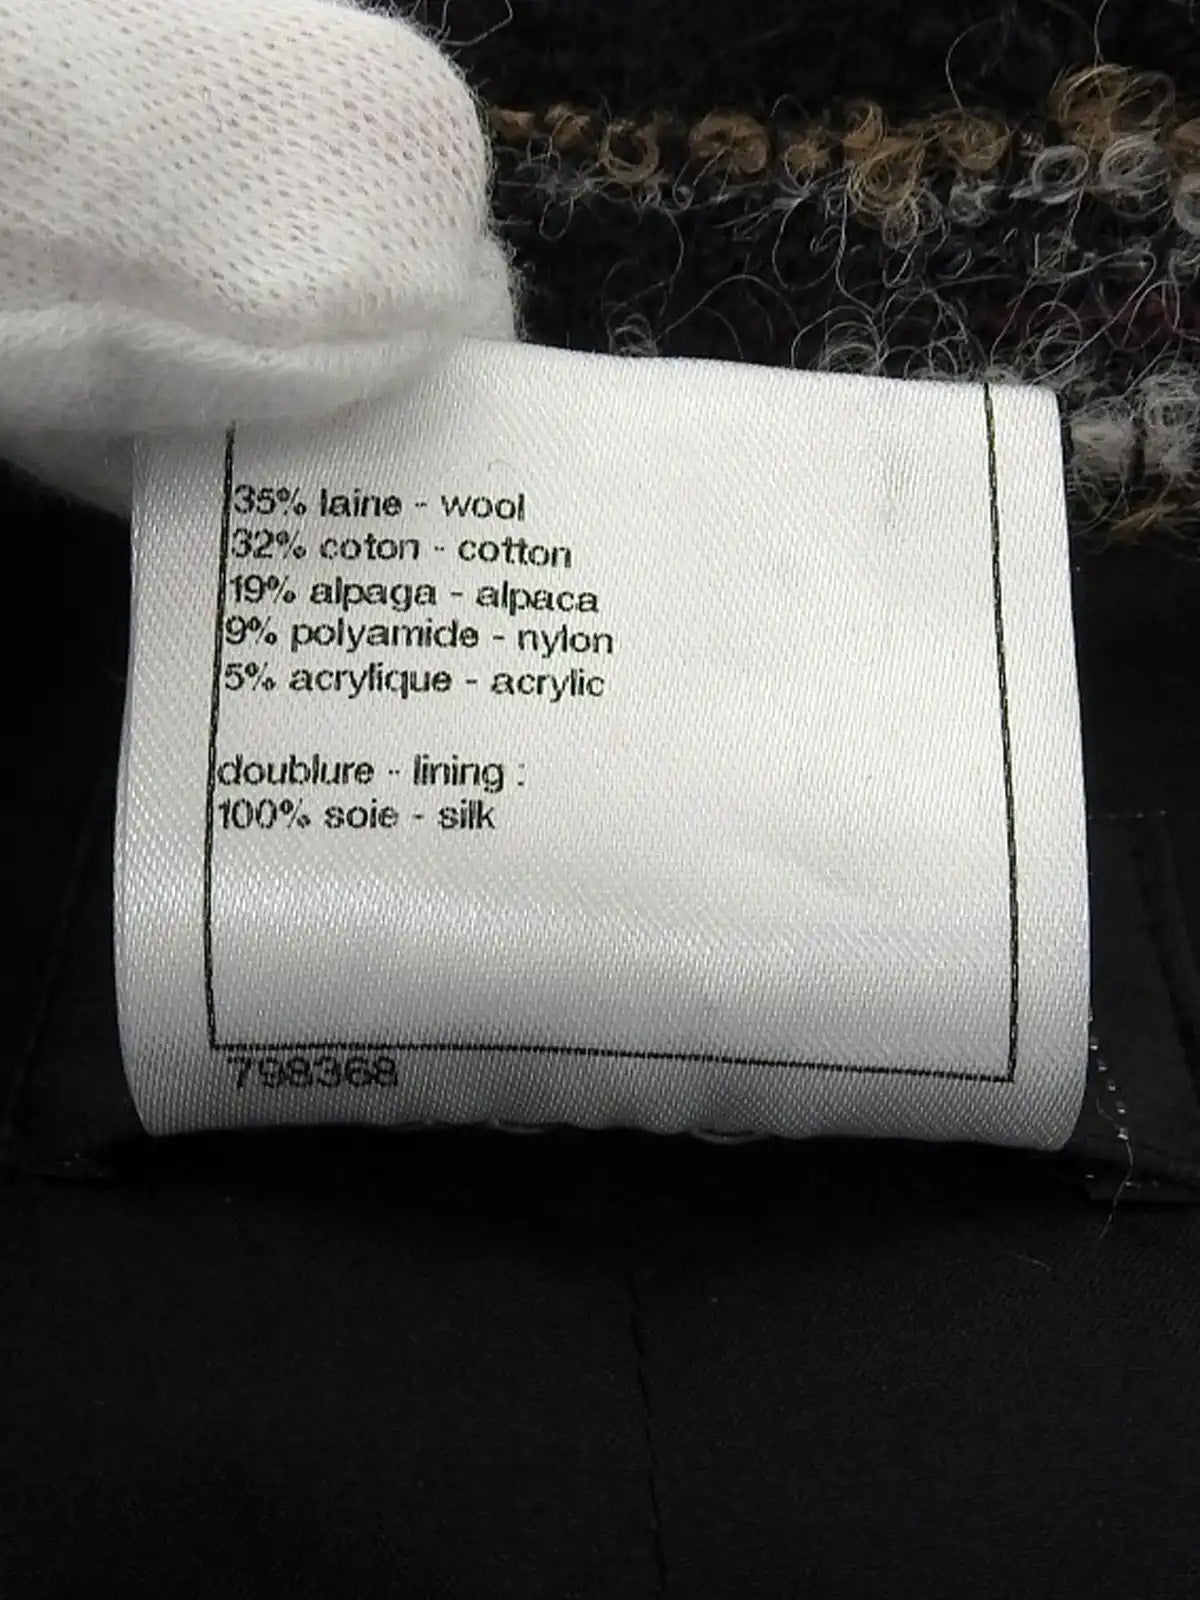 35% laine - wool
32% coton - cotton
19% alpaga - alpaca
9% polyamide - nylon
5% acrylique - acrylic
doublure - lining :
100% soie - silk
798368